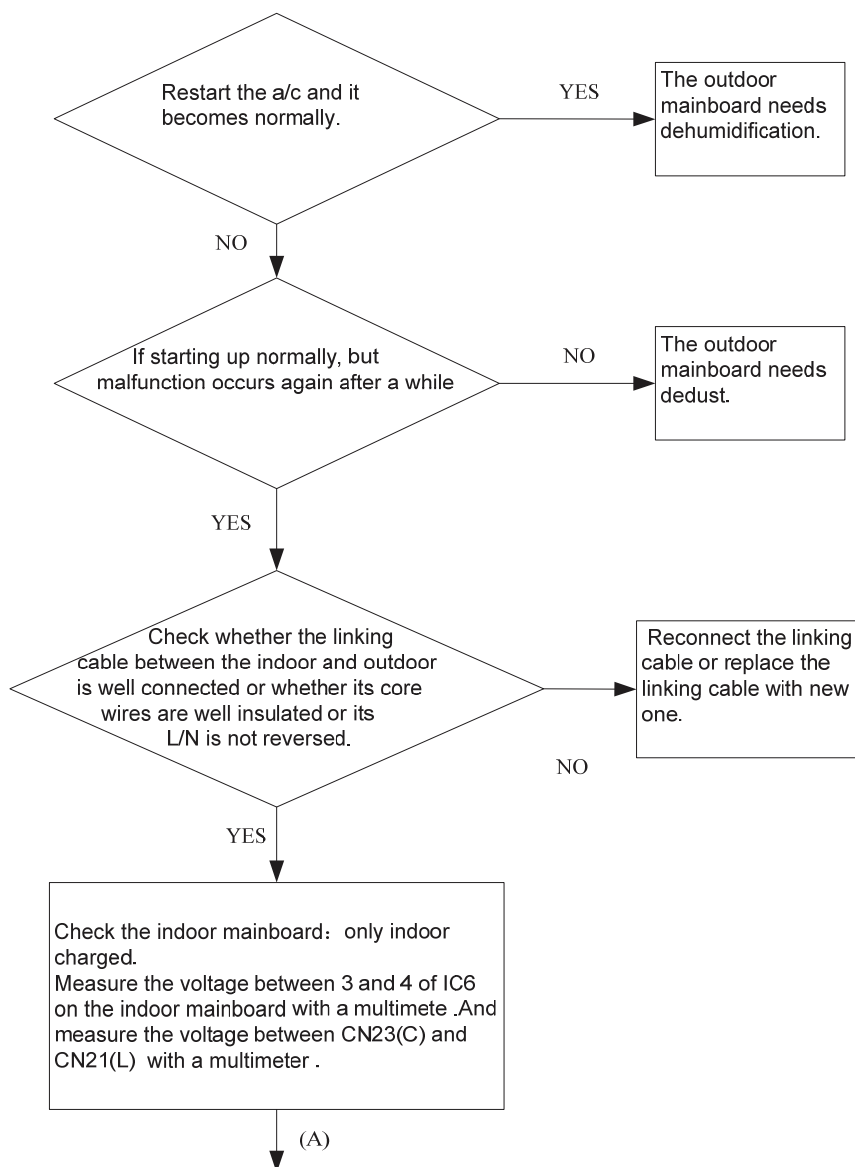 Restart the a/c and it
becomes normally.
YES
The outdoor
mainboard needs
dehumidification.
NO
If starting up normally, but
malfunction occurs again after a while
NO
The outdoor
mainboard needs
dedust.
YES
Check whether the linking
cable between the indoor and outdoor
is well connected or whether its core
wires are well insulated or its
L/N is not reversed.
NO
Reconnect the linking
cable or replace the
linking cable with new
one.
YES
Check the indoor mainboard：only indoor
charged.
Measure the voltage between 3 and 4 of IC6
on the indoor mainboard with a multimete .And
measure the voltage between CN23(C) and
CN21(L) with a multimeter .
(A)